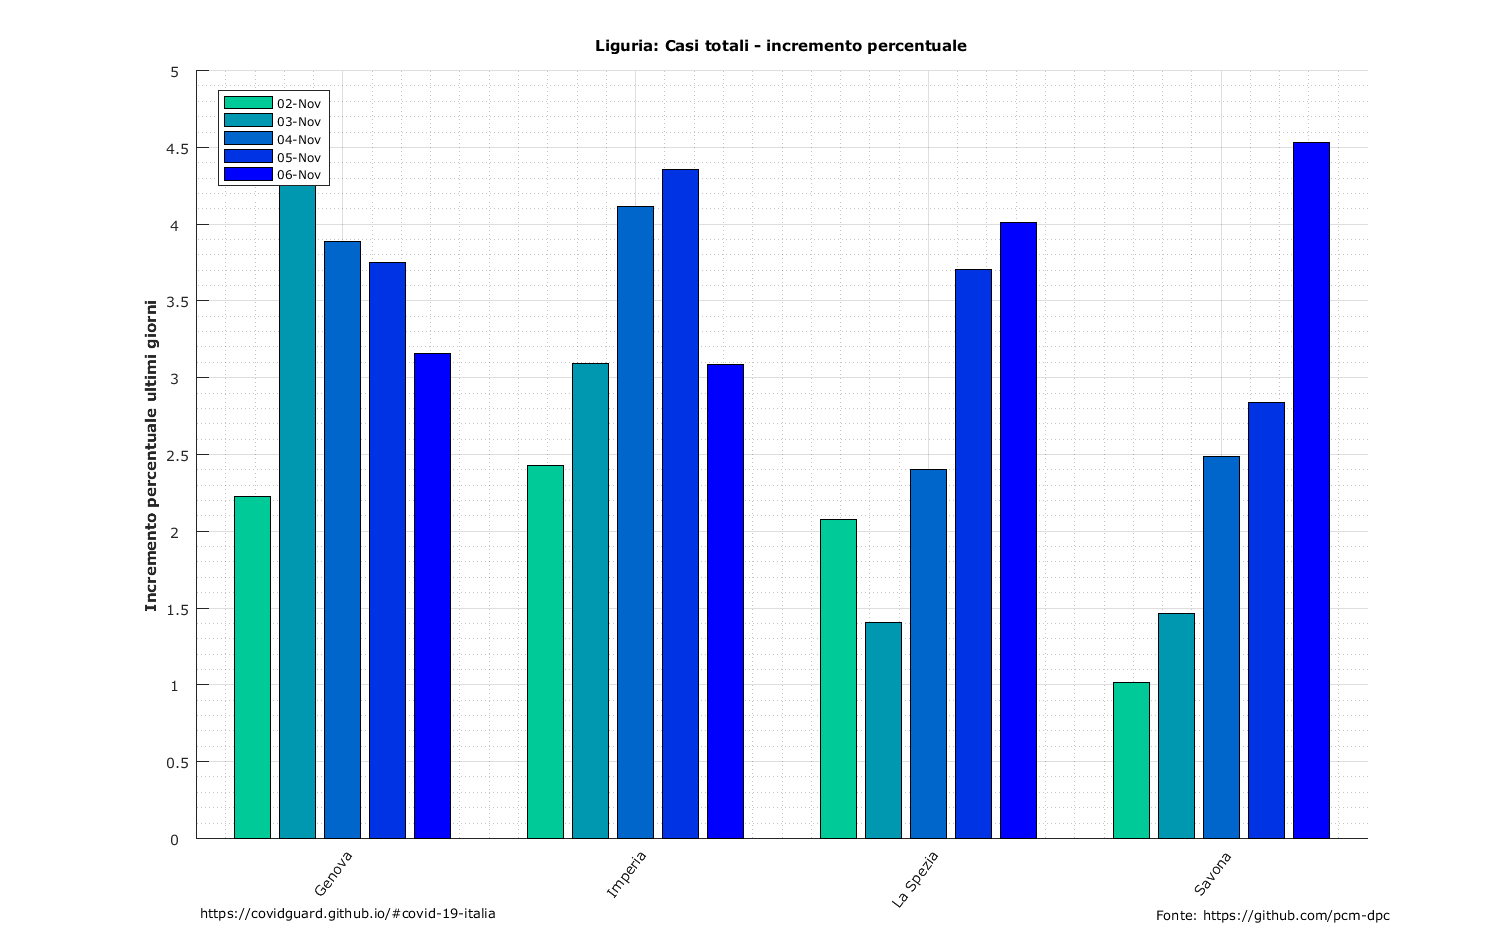 Liguria: Casi totali - incremento percentuale
5
4.5
4
3.5
3
2.5
2
1.5
1
0.5
0
Incremento percentuale ultimi giorni
02-Nov
03-Nov
04-Nov
05-Nov
06-Nov
Genova
Imperia
La Spezia
Savona
https://covidguard.github.io/#covid-19-italia
Fonte: https://github.com/pcm-dpc